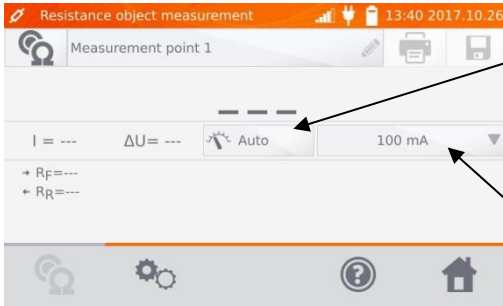 Resistance object measurement 13:40 2017.10.26
Measurement point 1
---
I = --- ΔU= --- Auto 100 mA
→ RF=---
← RR=---